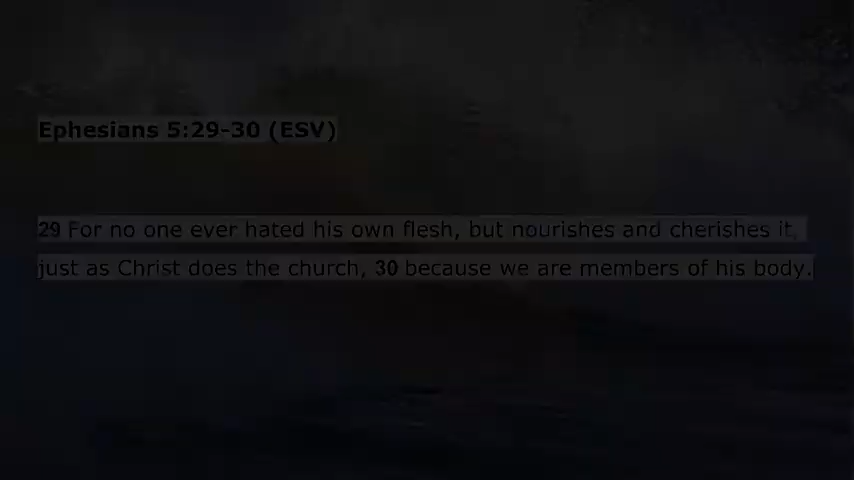 Ephesians 5:29-30 (ESV)
29 For no one ever hated his own flesh, but nourishes and cherishes it,
just as Christ does the church, 30 because we are members of his body.